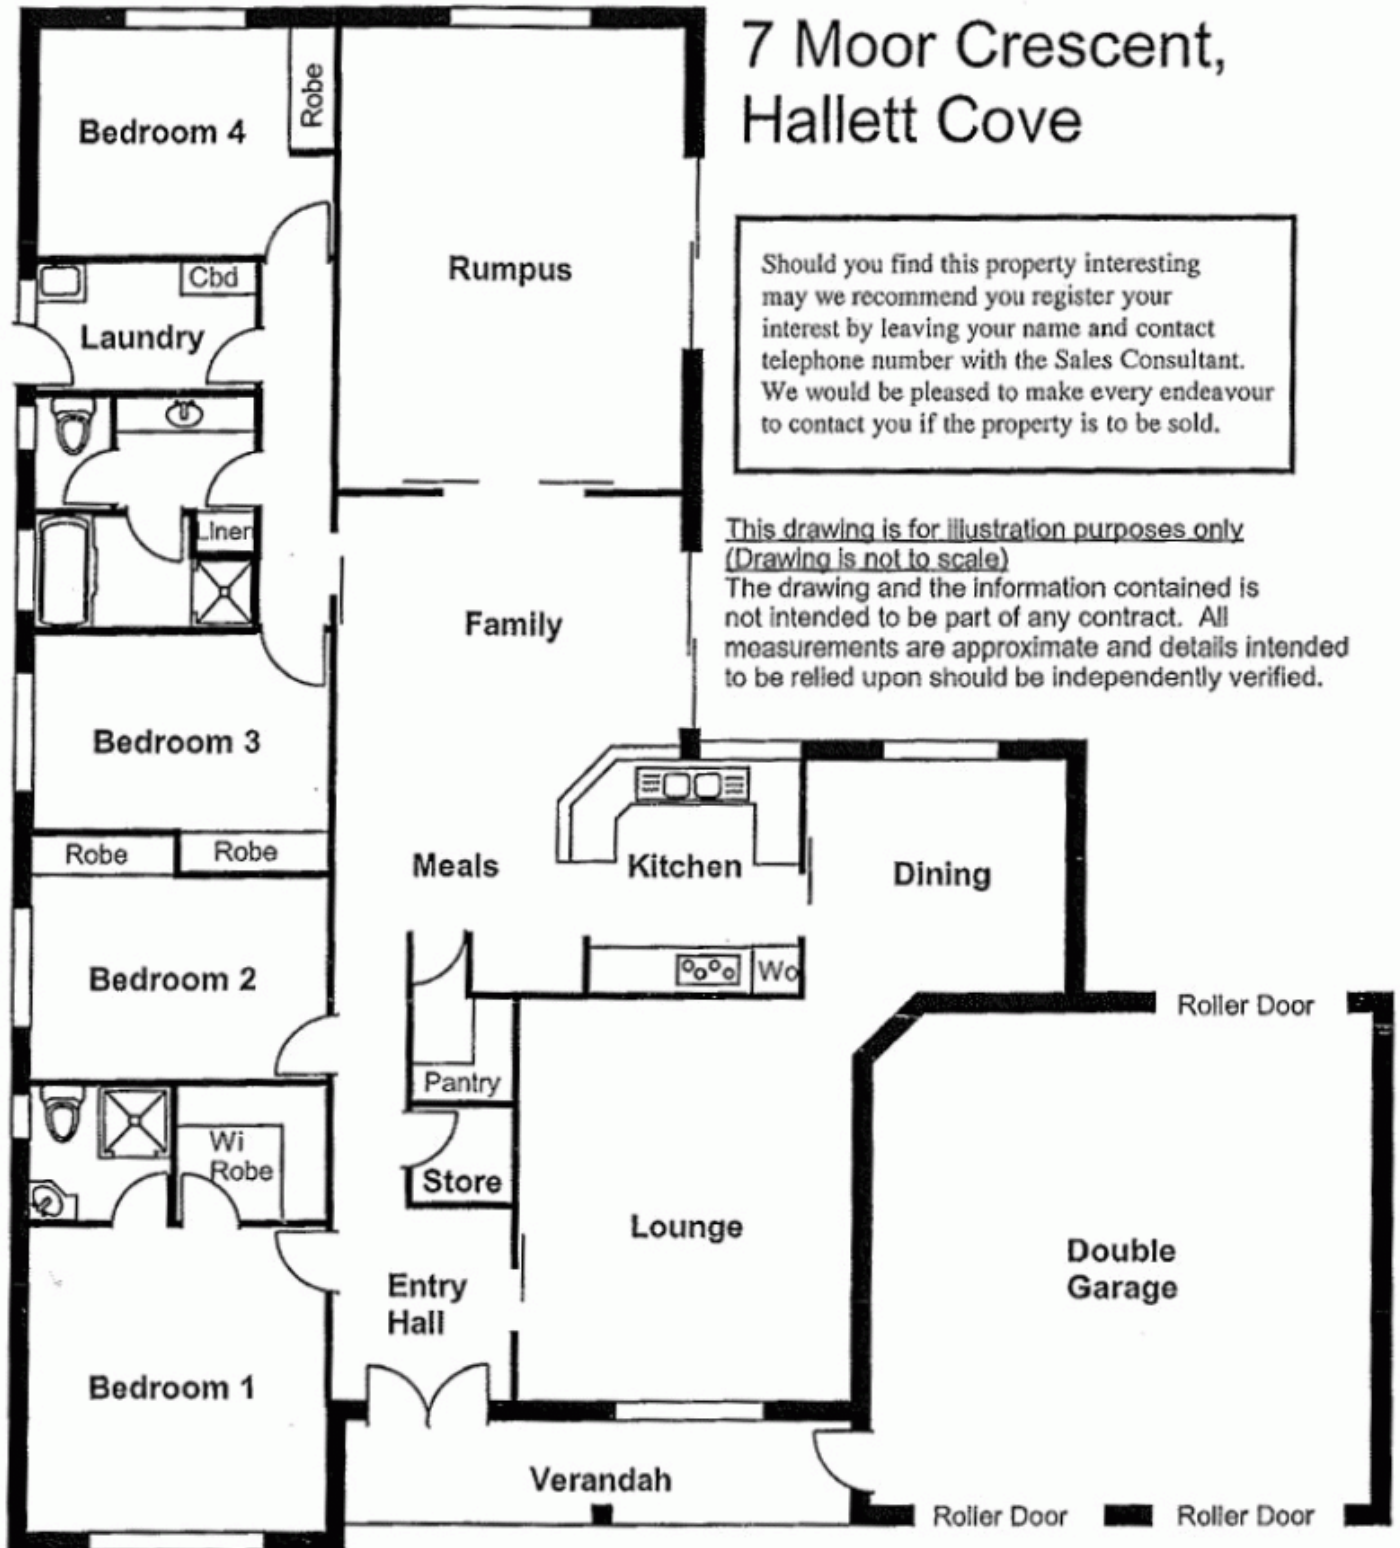 7 Moor Crescent,
Hallett Cove
Should you find this property interesting
may we recommend you register your
interest by leaving your name and contact
telephone number with the Sales Consultant.
We would be pleased to make every endeavour
to contact you if the property is to be sold.
This drawing is for illustration purposes only
(Drawing is not to scale)
The drawing and the information contained is
not intended to be part of any contract. All
measurements are approximate and details intended
to be relied upon should be independently verified.
Robe
Bedroom 4
Rumpus
Cbd
Laundry
Linen
Family
Bedroom 3
Robe
Robe
Meals
Kitchen
Dining
Bedroom 2
Wo
Roller Door
Pantry
Wi
Robe
Store
Lounge
Double
Garage
Entry
Hall
Bedroom 1
Verandah
Roller Door
Roller Door